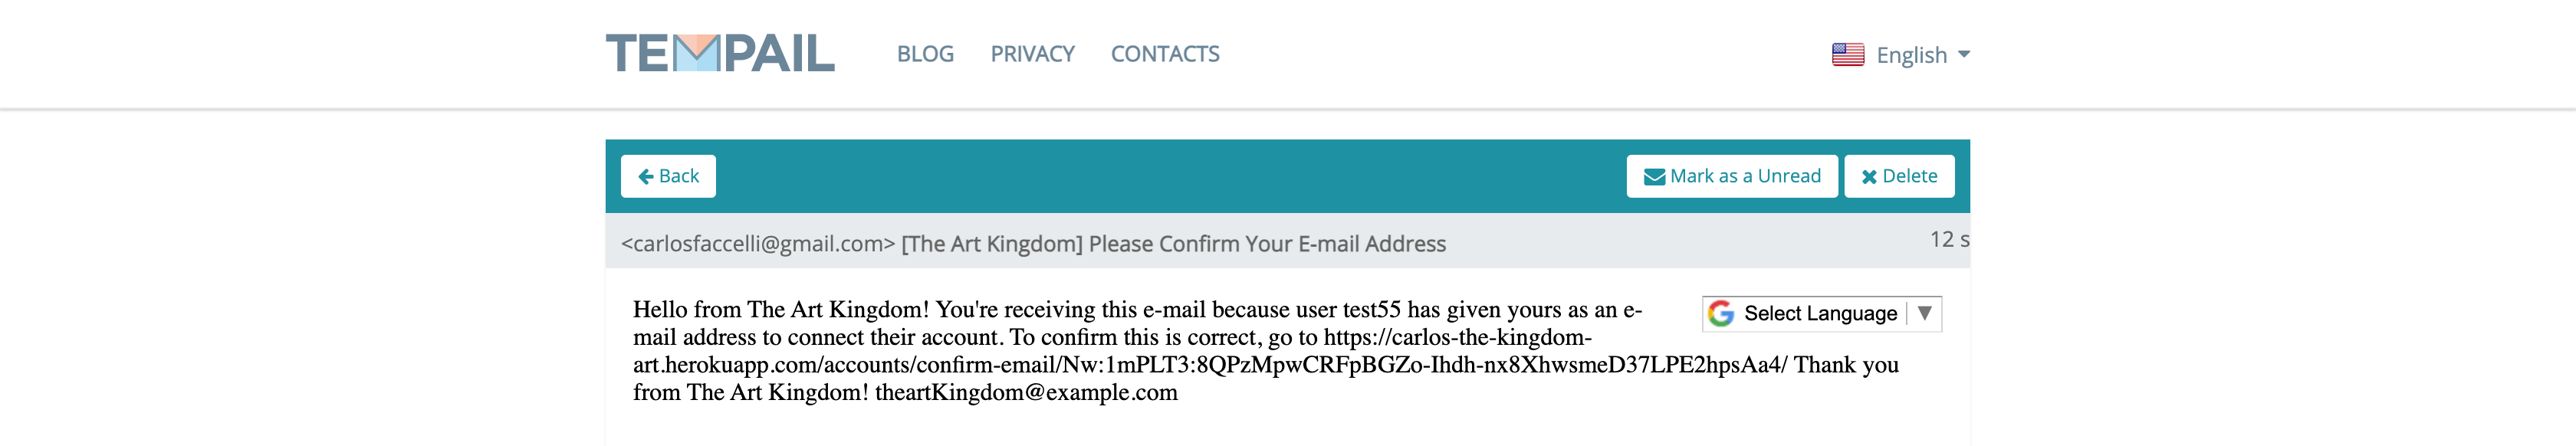 TEMPAIL BLOG PRIVACY CONTACTS English
Back Mark as a Unread Delete
<carlosfaccelli@gmail.com> [The Art Kingdom] Please Confirm Your E-mail Address 12 s
Hello from The Art Kingdom! You're receiving this e-mail because user test55 has given yours as an e-
Select Language
mail address to connect their account. To confirm this is correct, go to https://carlos-the-kingdom-
art.herokuapp.com/accounts/confirm-email/Nw:1mPLT3:8QPzMpwCRFpBGZo-Ihdh-nx8XhwsmeD37LPE2hpsAa4/ Thank you
from The Art Kingdom! theartKingdom@example.com